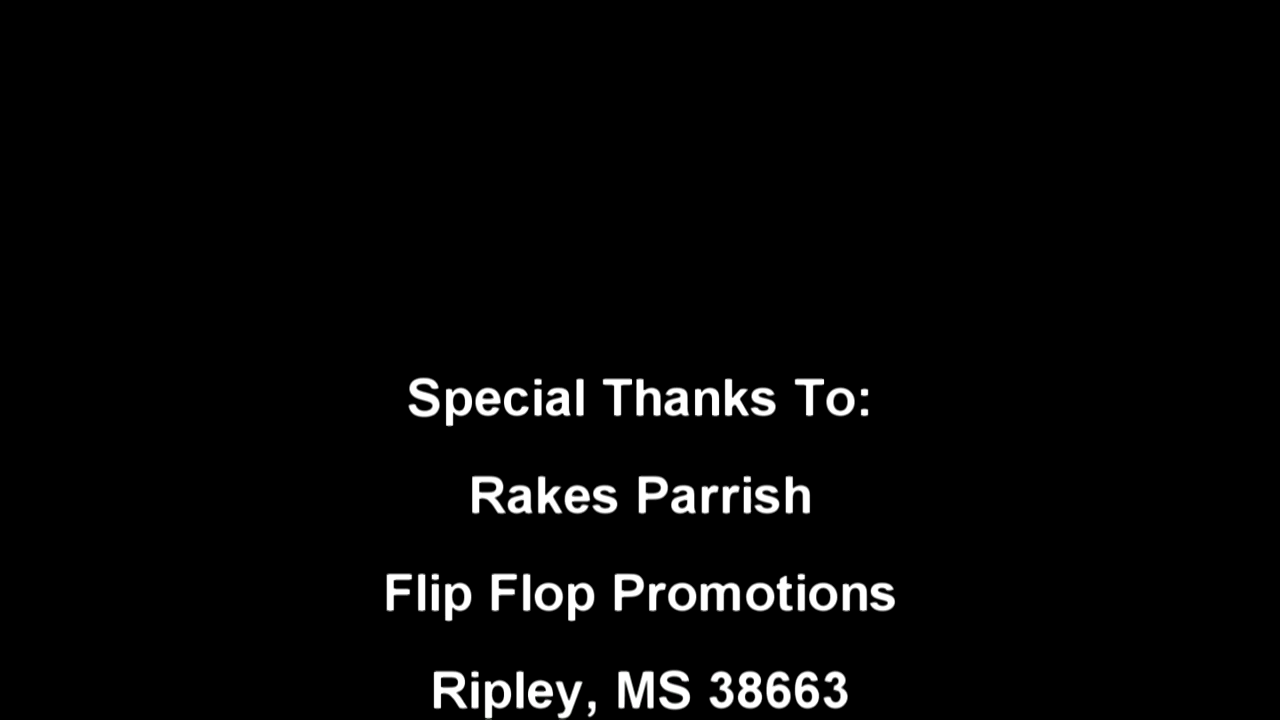 Special Thanks To:
Rakes Parrish
Flip Flop Promotions
Ripley, MS 38663